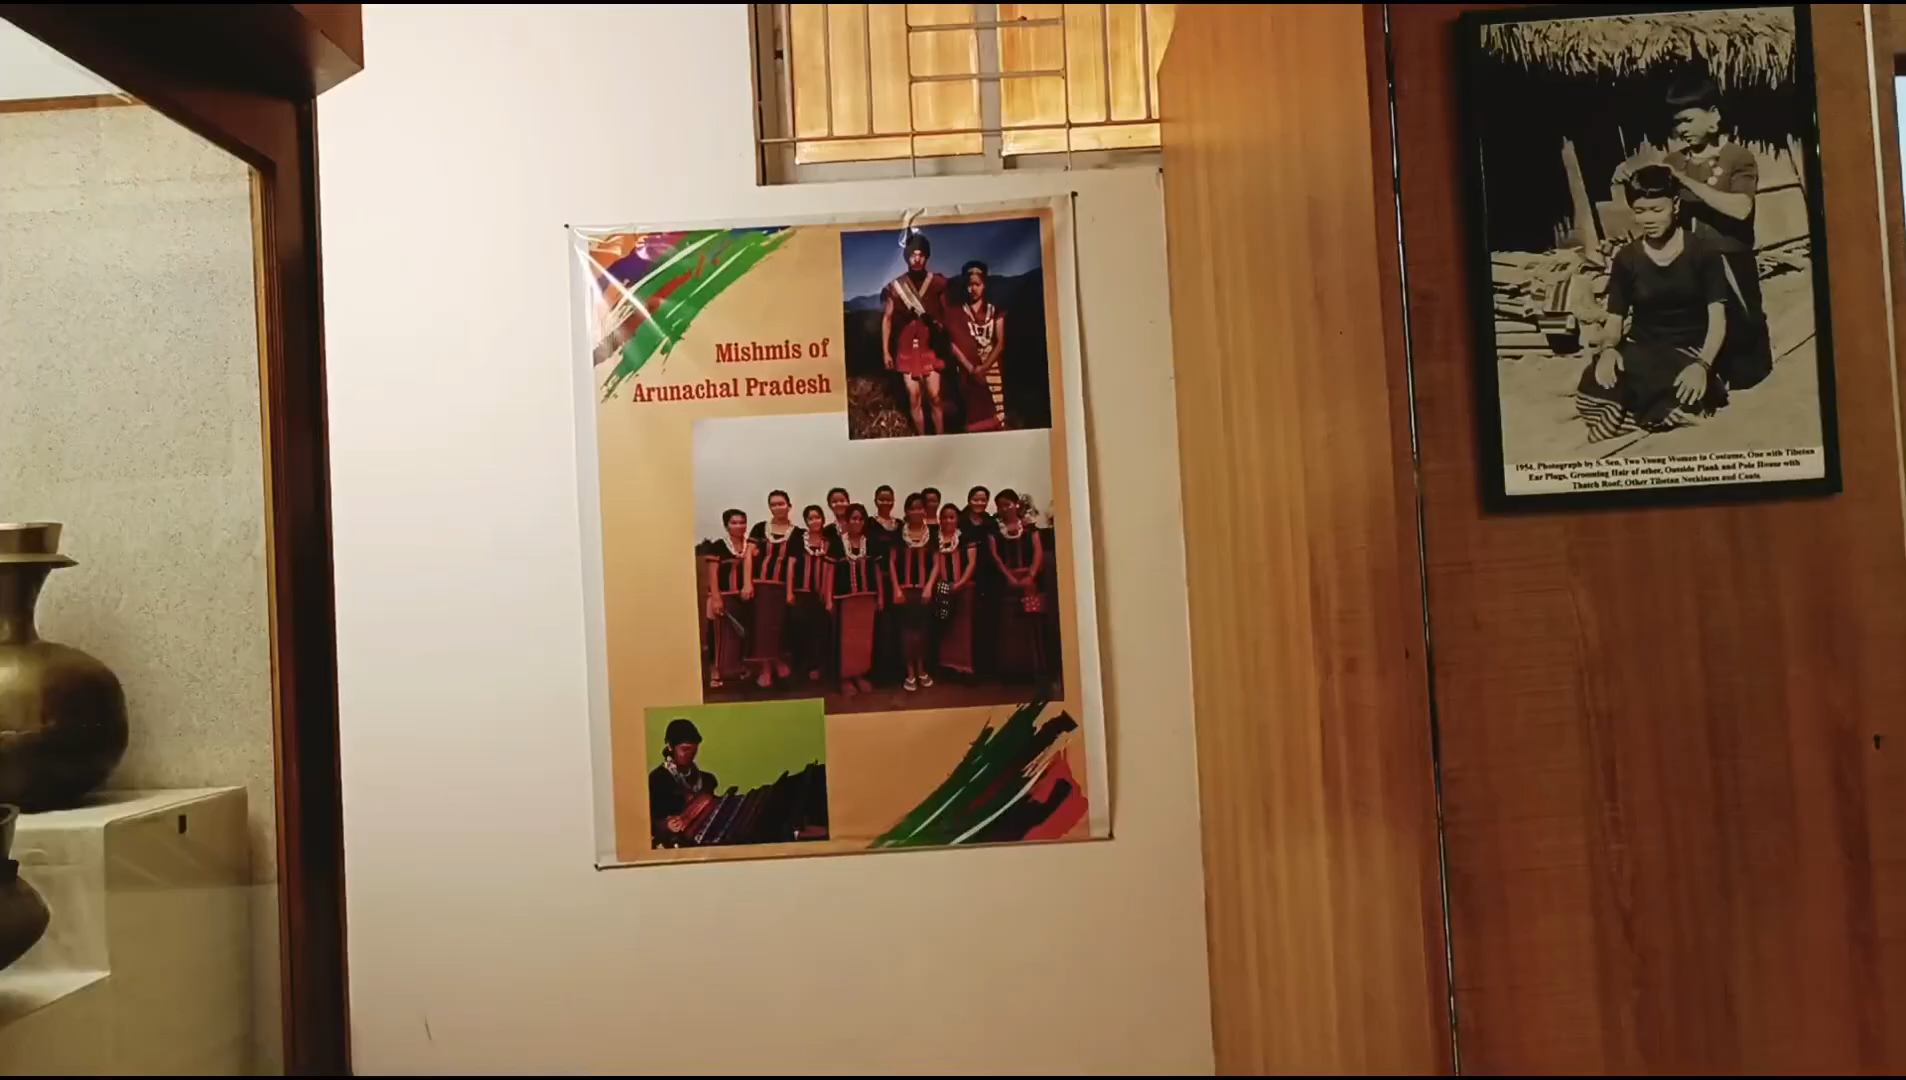 Mishmis of
Arunachal Pradesh
1954. Photograph by S. Sen, Two Young Women in Costume, One with Tibetan
Ear Plugs, Grooming Hair of other, Outside Plank and Pole House with
Thatch Roof; Other Tibetan Necklaces and Coats